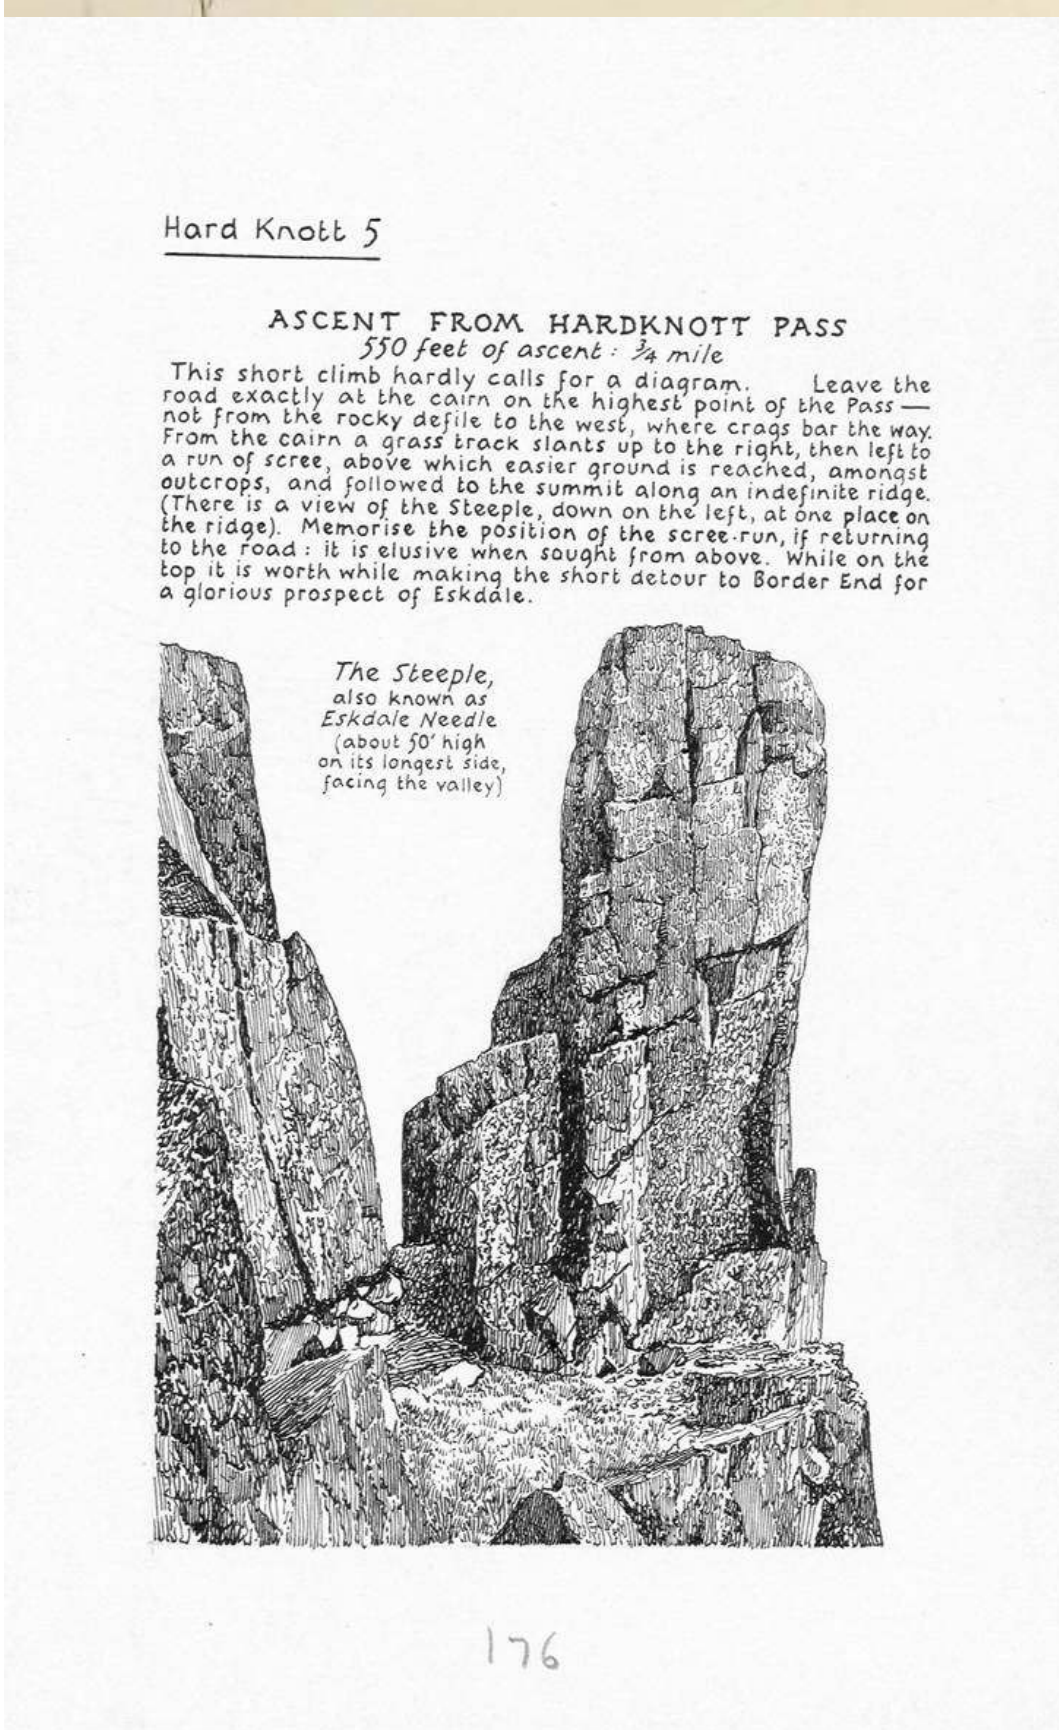 Hard Knott 5
ASCENT FROM HARDKNOTT PASS
550 feet of ascent : ¾ mile
This short climb hardly calls for a diagram. Leave the
road exactly at the cairn on the highest point of the Pass —
not from the rocky defile to the west, where crags bar the way.
From the cairn a grass track slants up to the right, then left to
a run of scree, above which easier ground is reached, amongst
outcrops, and followed to the summit along an indefinite ridge.
(There is a view of the Steeple, down on the left, at one place on
the ridge). Memorise the position of the scree-run, if returning
to the road : it is elusive when sought from above. While on the
top it is worth while making the short detour to Border End for
a glorious prospect of Eskdale.
The Steeple,
also known as
Eskdale Needle
(about 50' high
on its longest side,
facing the valley)
176